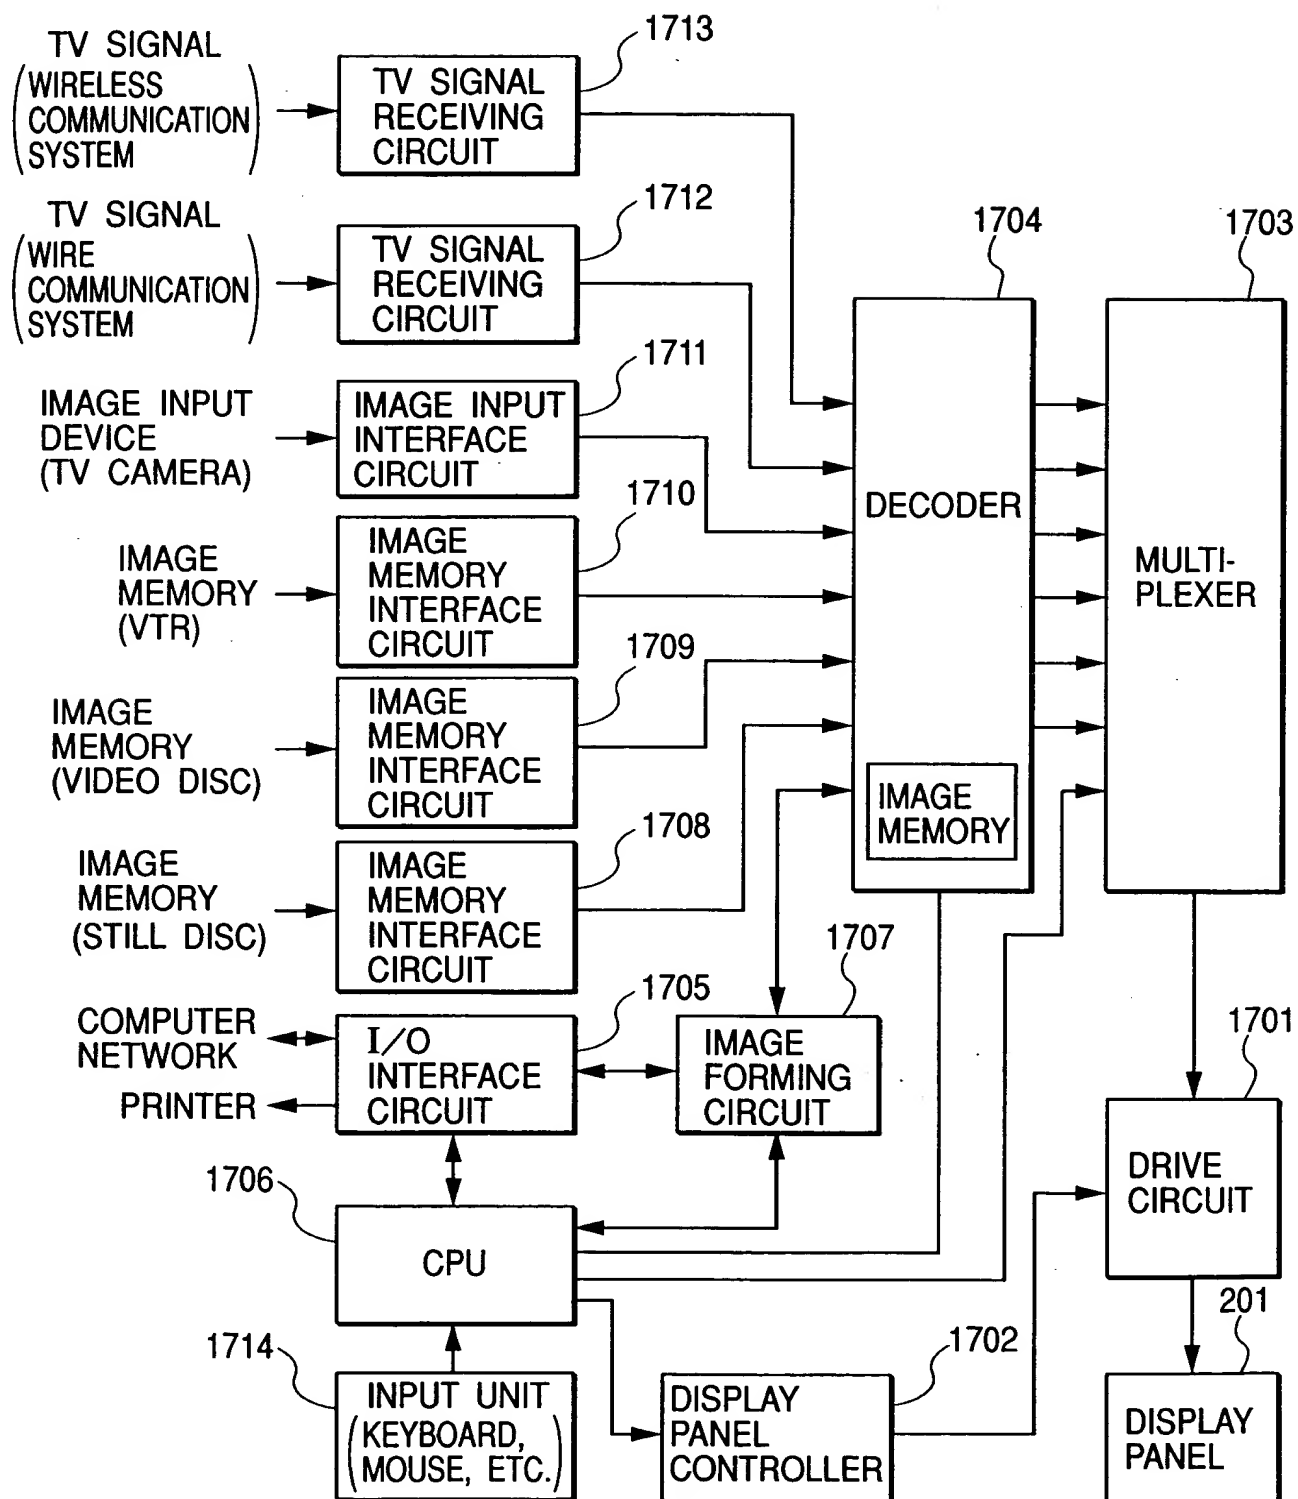 1713
TV SIGNAL
(WIRELESS
COMMUNICATION
SYSTEM)
TV SIGNAL
RECEIVING
CIRCUIT
1712
TV SIGNAL
(WIRE
COMMUNICATION
SYSTEM)
TV SIGNAL
RECEIVING
CIRCUIT
1704
1703
1711
IMAGE INPUT
DEVICE
(TV CAMERA)
IMAGE INPUT
INTERFACE
CIRCUIT
1710
IMAGE
MEMORY
(VTR)
IMAGE
MEMORY
INTERFACE
CIRCUIT
DECODER
MULTI-
PLEXER
1709
IMAGE
MEMORY
(VIDEO DISC)
IMAGE
MEMORY
INTERFACE
CIRCUIT
IMAGE
MEMORY
1708
IMAGE
MEMORY
(STILL DISC)
IMAGE
MEMORY
INTERFACE
CIRCUIT
1707
1705
COMPUTER
NETWORK
PRINTER
I/O
INTERFACE
CIRCUIT
IMAGE
FORMING
CIRCUIT
1701
DRIVE
CIRCUIT
1706
CPU
201
1714
INPUT UNIT
(KEYBOARD,
MOUSE, ETC.)
1702
DISPLAY
PANEL
CONTROLLER
DISPLAY
PANEL